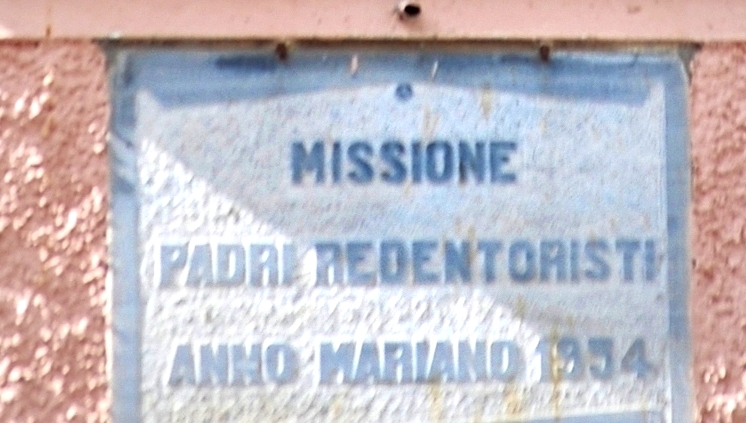 MISSIONE
PADRI REDENTORISTI
ANNO MARIANO 1954